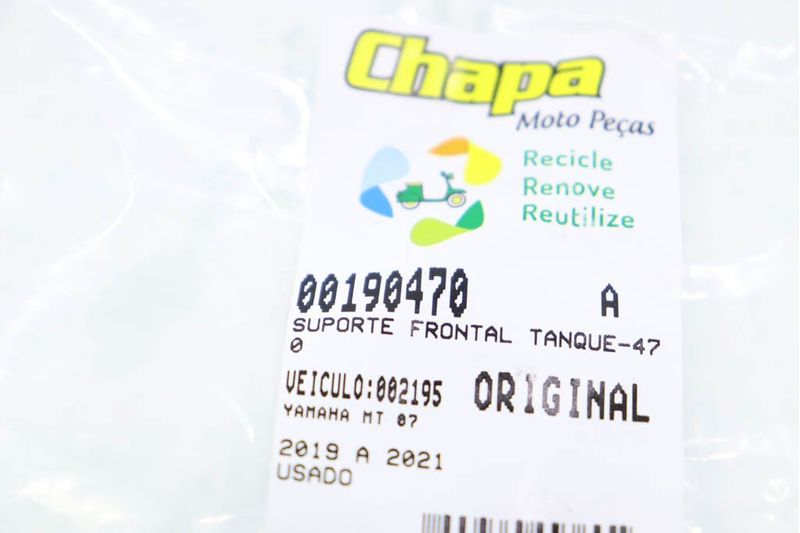 Chapa
Moto Peças
Recicle
Renove
Reutilize
00190470 A
SUPORTE FRONTAL TANQUE-47
0
VEICULO:002195 ORIGINAL
YAMAHA MT 07
2019 A 2021
USADO